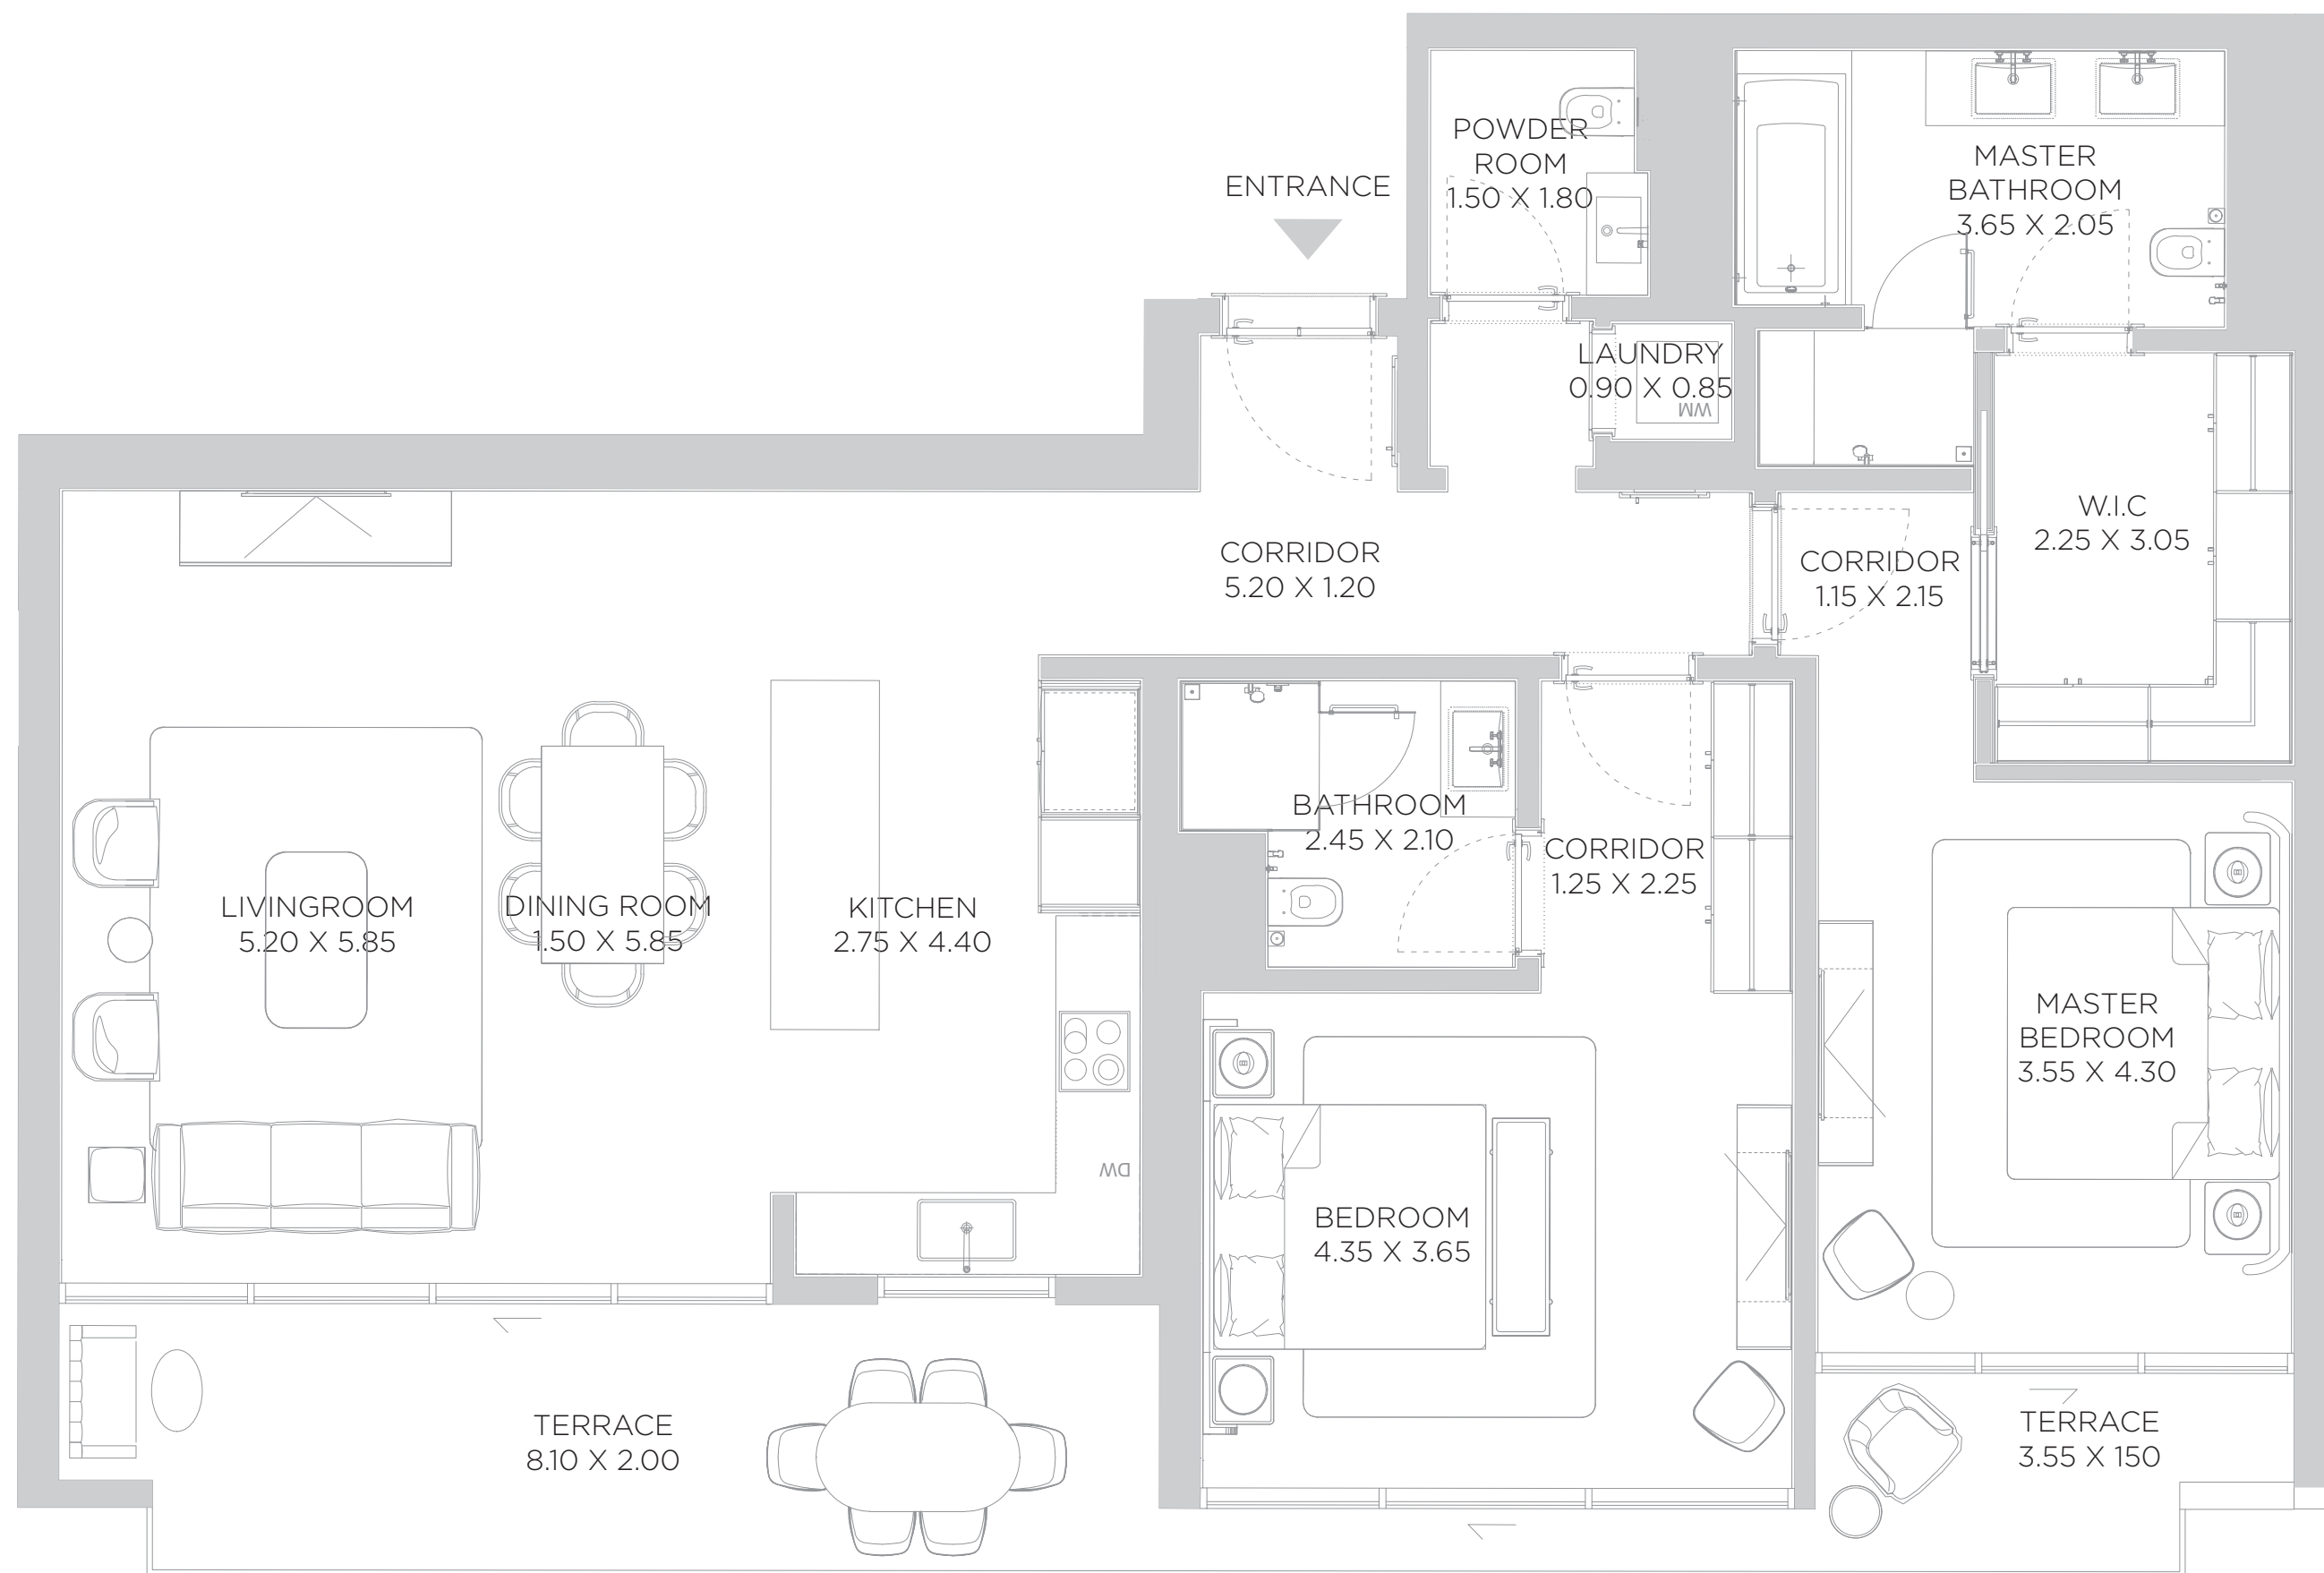 POWDER
ROOM
1.50 X 1.80
ENTRANCE
MASTER
BATHROOM
3.65 X 2.05
LAUNDRY
0.90 X 0.85
WM
W.I.C
2.25 X 3.05
CORRIDOR
5.20 X 1.20
CORRIDOR
1.15 X 2.15
BATHROOM
2.45 X 2.10
CORRIDOR
1.25 X 2.25
LIVINGROOM
5.20 X 5.85
DINING ROOM
1.50 X 5.85
KITCHEN
2.75 X 4.40
MASTER
BEDROOM
3.55 X 4.30
DW
BEDROOM
4.35 X 3.65
TERRACE
8.10 X 2.00
TERRACE
3.55 X 150